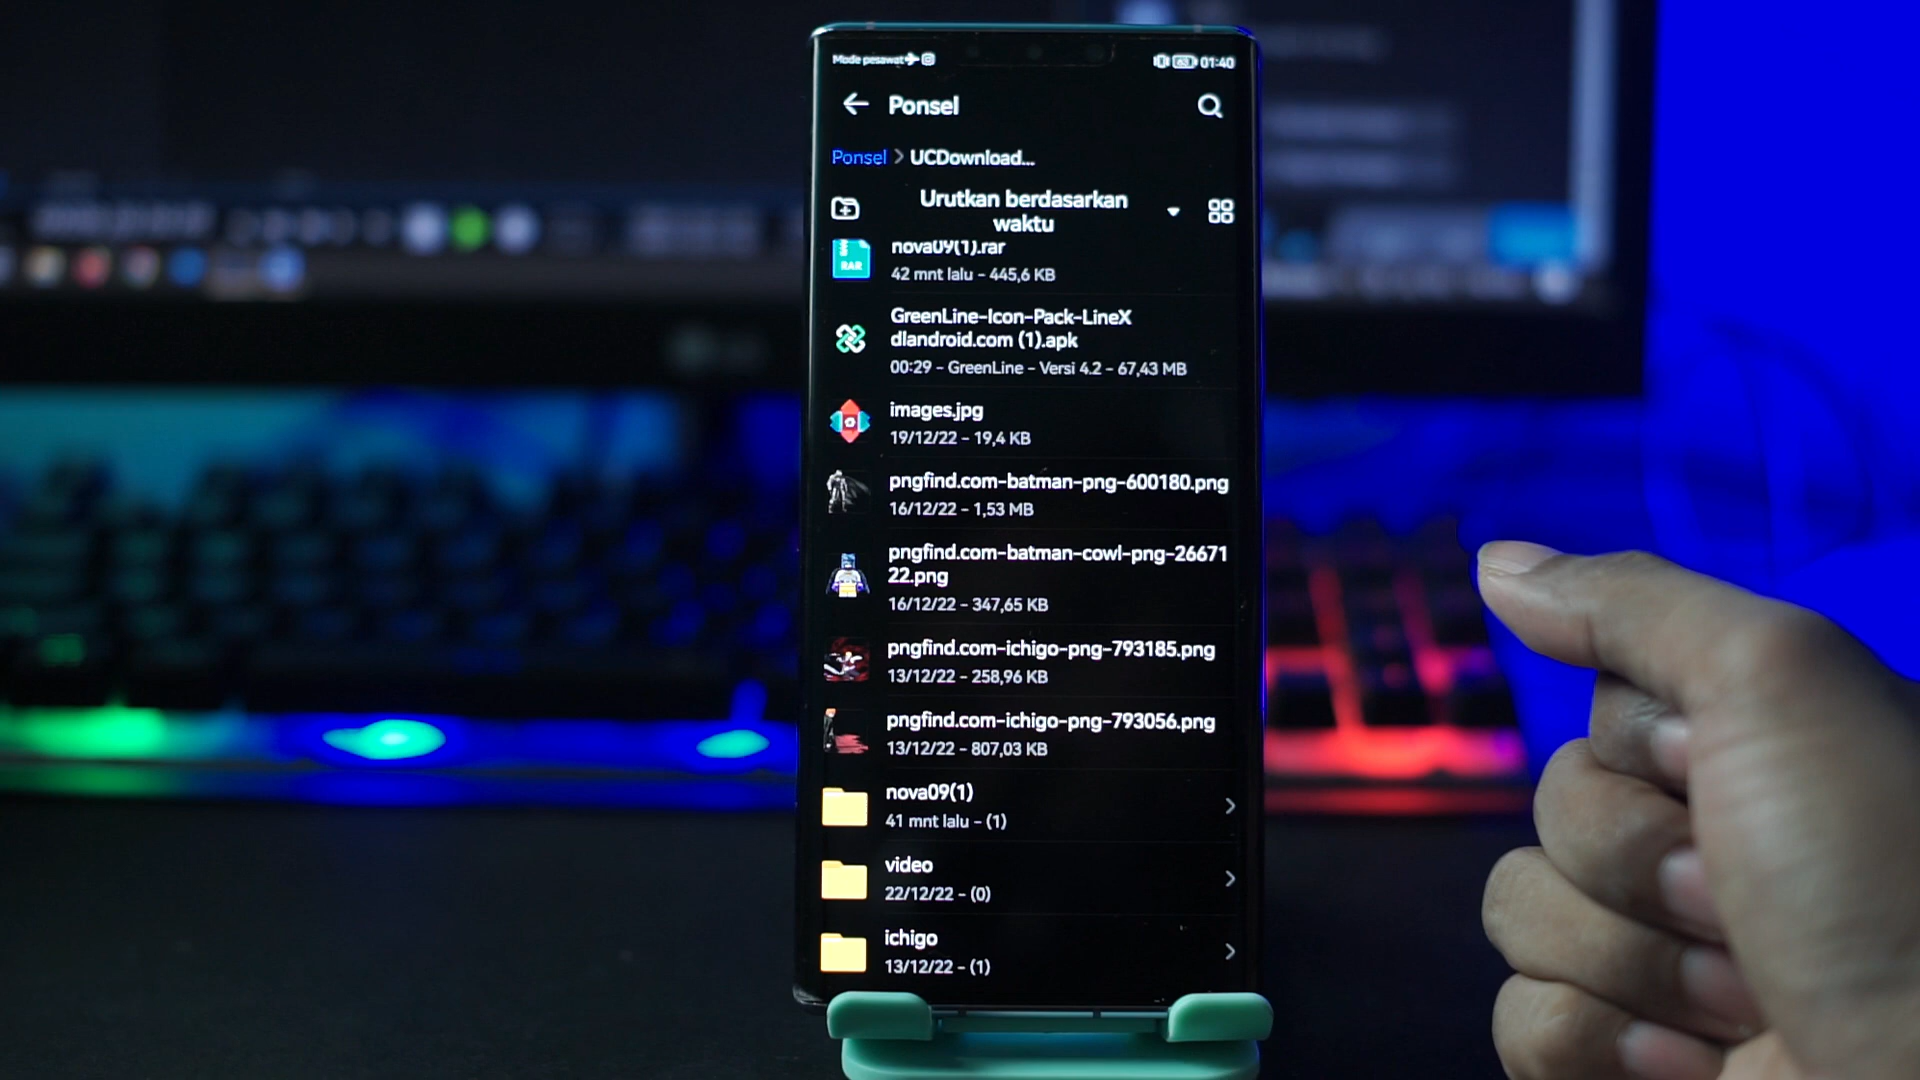 Mode pesawat
63 01:40
Ponsel
Ponsel > UCDownload...
Urutkan berdasarkan
waktu
nova09(1).rar
RAR
42 mnt lalu - 445,6 KB
GreenLine-Icon-Pack-LineX
dlandroid.com (1).apk
00:29 - GreenLine - Versi 4.2 - 67,43 MB
images.jpg
19/12/22 - 19,4 KB
pngfind.com-batman-png-600180.png
16/12/22 - 1,53 MB
pngfind.com-batman-cowl-png-26671
22.png
16/12/22 - 347,65 KB
pngfind.com-ichigo-png-793185.png
13/12/22 - 258,96 KB
pngfind.com-ichigo-png-793056.png
13/12/22 - 807,03 KB
nova09(1)
41 mnt lalu - (1)
video
22/12/22 - (0)
ichigo
13/12/22 - (1)